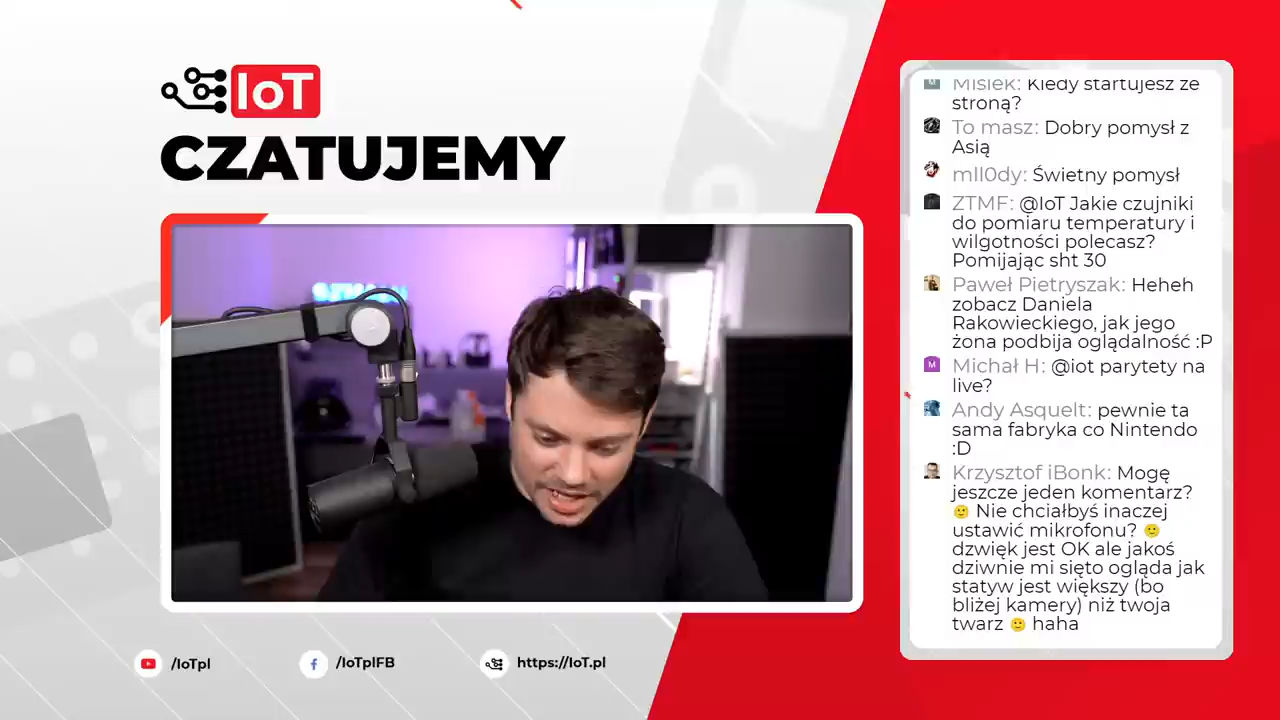 IoT
CZATUJEMY
/IoTpl
/IoTplFB
https://IoT.pl
Misiek: Kiedy startujesz ze
stroną?
To masz: Dobry pomysł z
Asią
mll0dy: Świetny pomysł
ZTMF: @IoT Jakie czujniki
do pomiaru temperatury i
wilgotności polecasz?
Pomijając sht 30
Paweł Pietryszak: Heheh
zobacz Daniela
Rakowieckiego, jak jego
żona podbija oglądalność :P
M
Michał H: @iot parytety na
live?
Andy Asquelt: pewnie ta
sama fabryka co Nintendo
:D
Krzysztof iBonk: Mogę
jeszcze jeden komentarz?
🙂 Nie chciałbyś inaczej
ustawić mikrofonu? 🙂
dzwięk jest OK ale jakoś
dziwnie mi sięto ogląda jak
statyw jest większy (bo
bliżej kamery) niż twoja
twarz 🙂 haha